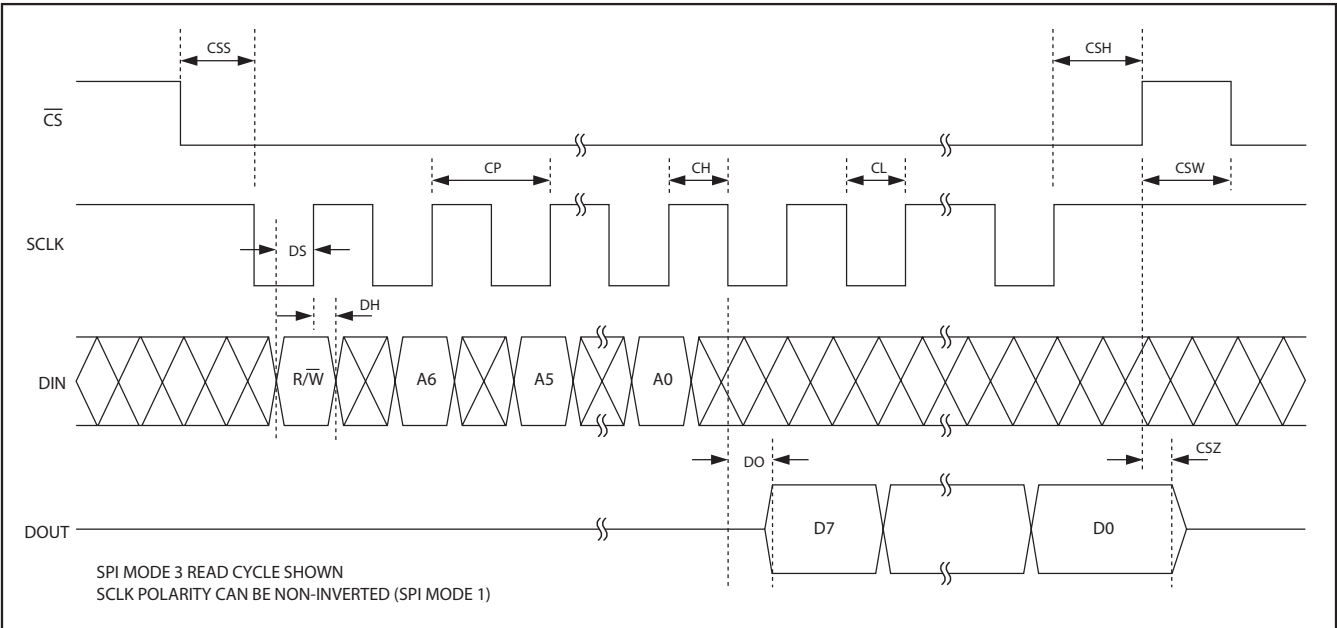 CSS
CSH
C̅S̅
CP
CH
CL
CSW
SCLK
DS
DH
DIN
R/W̅
A6
A5
A0
DO
CSZ
DOUT
D7
D0
SPI MODE 3 READ CYCLE SHOWN
SCLK POLARITY CAN BE NON-INVERTED (SPI MODE 1)